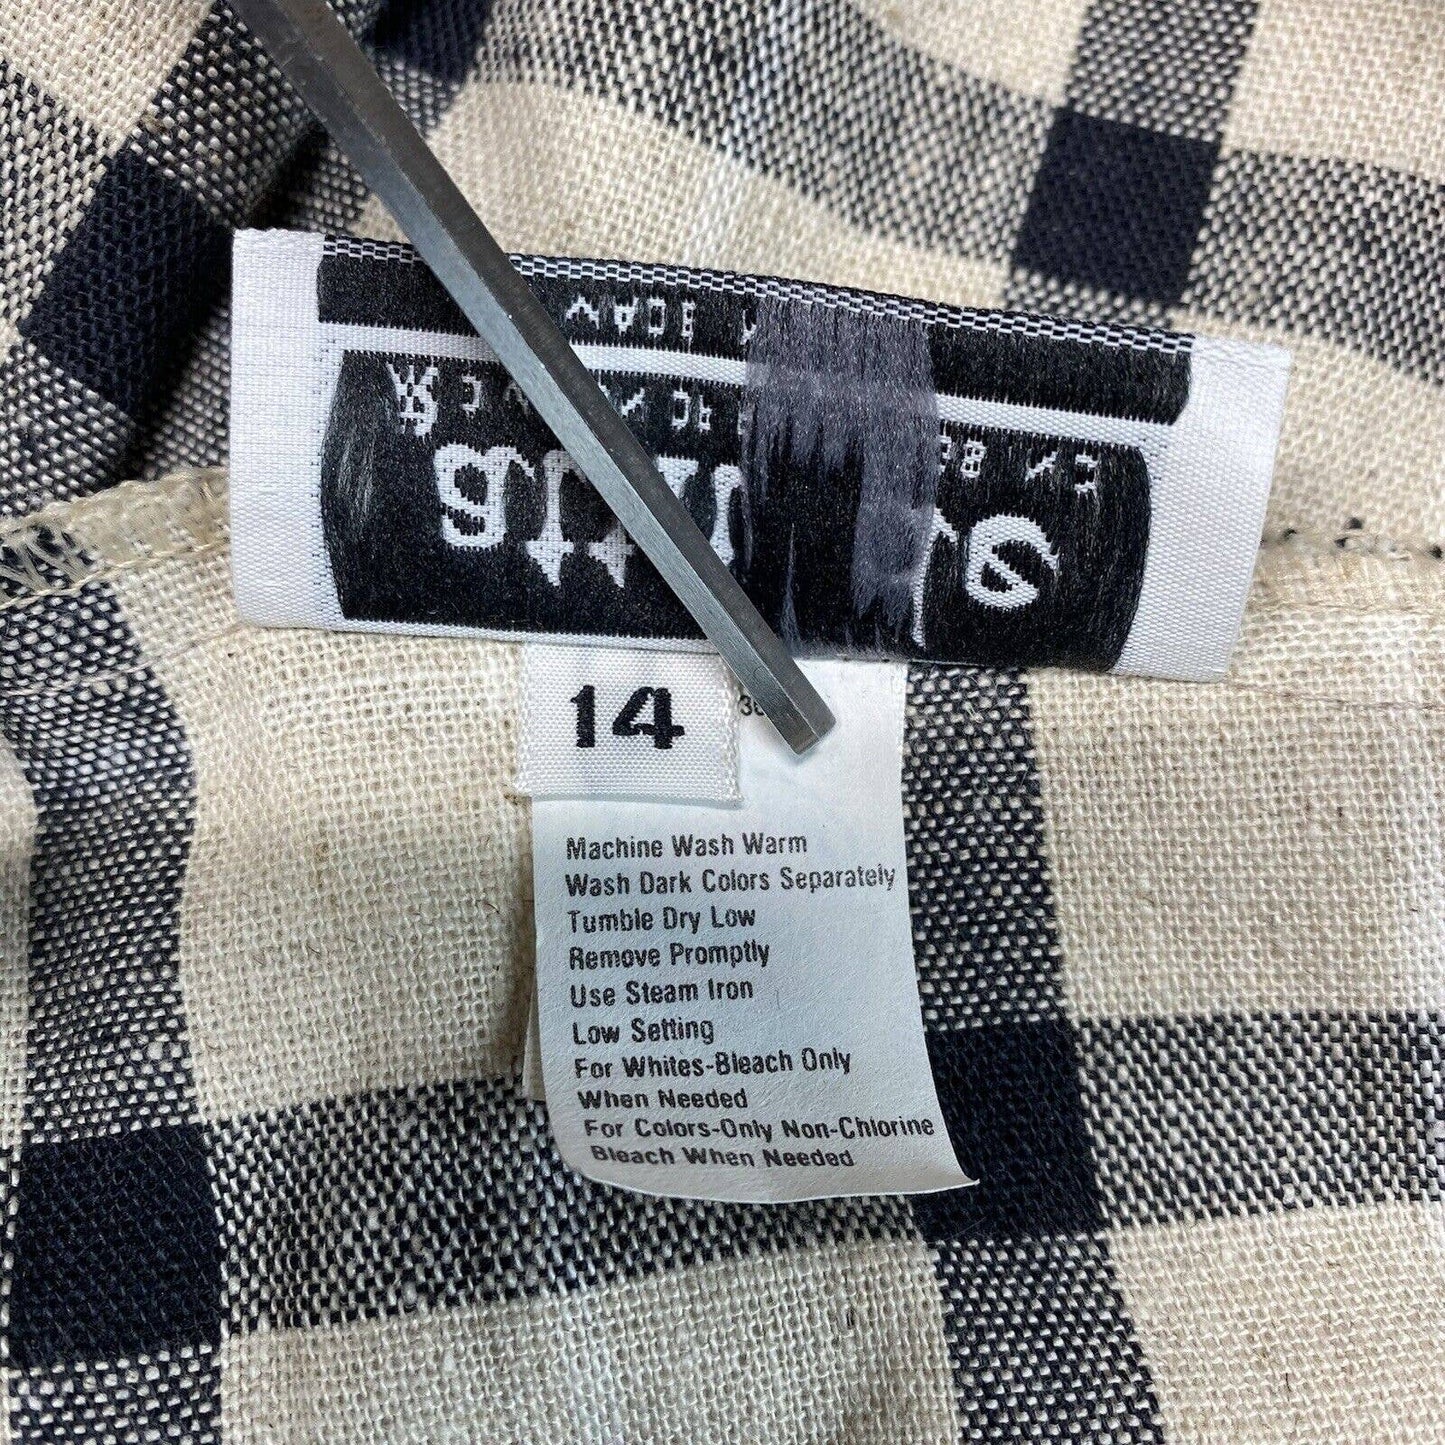 14
Machine Wash Warm
Wash Dark Colors Separately
Tumble Dry Low
Remove Promptly
Use Steam Iron
Low Setting
For Whites-Bleach Only
When Needed
For Colors-Only Non-Chlorine
Bleach When Needed